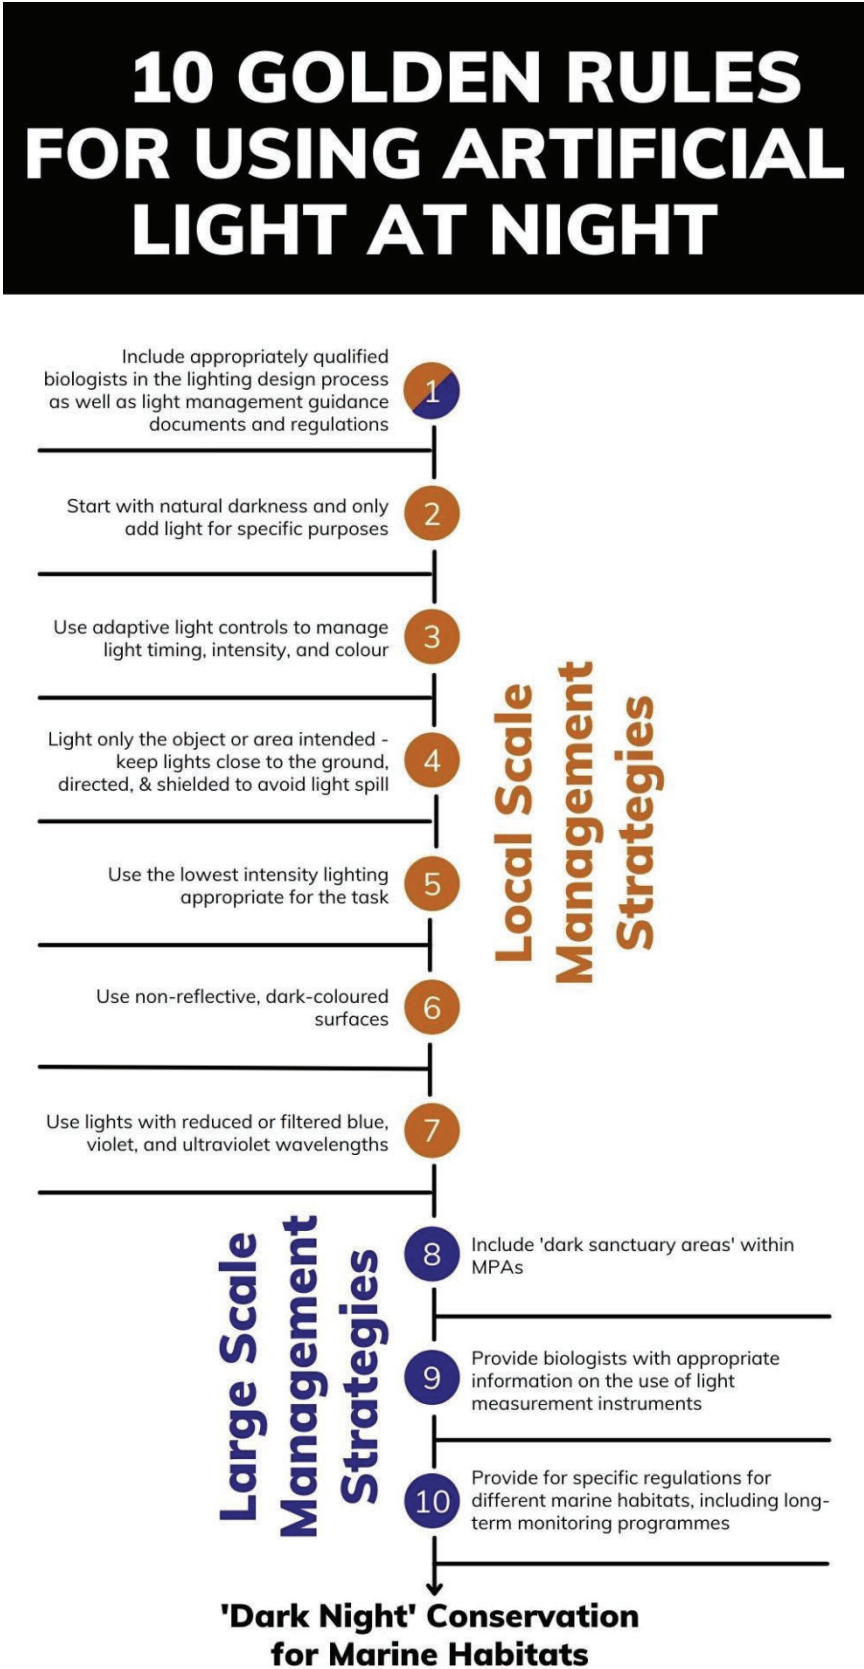 10 GOLDEN RULES
FOR USING ARTIFICIAL
LIGHT AT NIGHT
Include appropriately qualified
biologists in the lighting design process
as well as light management guidance
documents and regulations
1
Start with natural darkness and only
add light for specific purposes
2
Use adaptive light controls to manage
light timing, intensity, and colour
3
Light only the object or area intended -
keep lights close to the ground,
directed, & shielded to avoid light spill
4
Use the lowest intensity lighting
appropriate for the task
5
Use non-reflective, dark-coloured
surfaces
6
Use lights with reduced or filtered blue,
violet, and ultraviolet wavelengths
7
Local Scale
Management
Strategies
Large Scale
Management
Strategies
8
Include 'dark sanctuary areas' within
MPAs
9
Provide biologists with appropriate
information on the use of light
measurement instruments
10
Provide for specific regulations for
different marine habitats, including long-
term monitoring programmes
'Dark Night' Conservation
for Marine Habitats